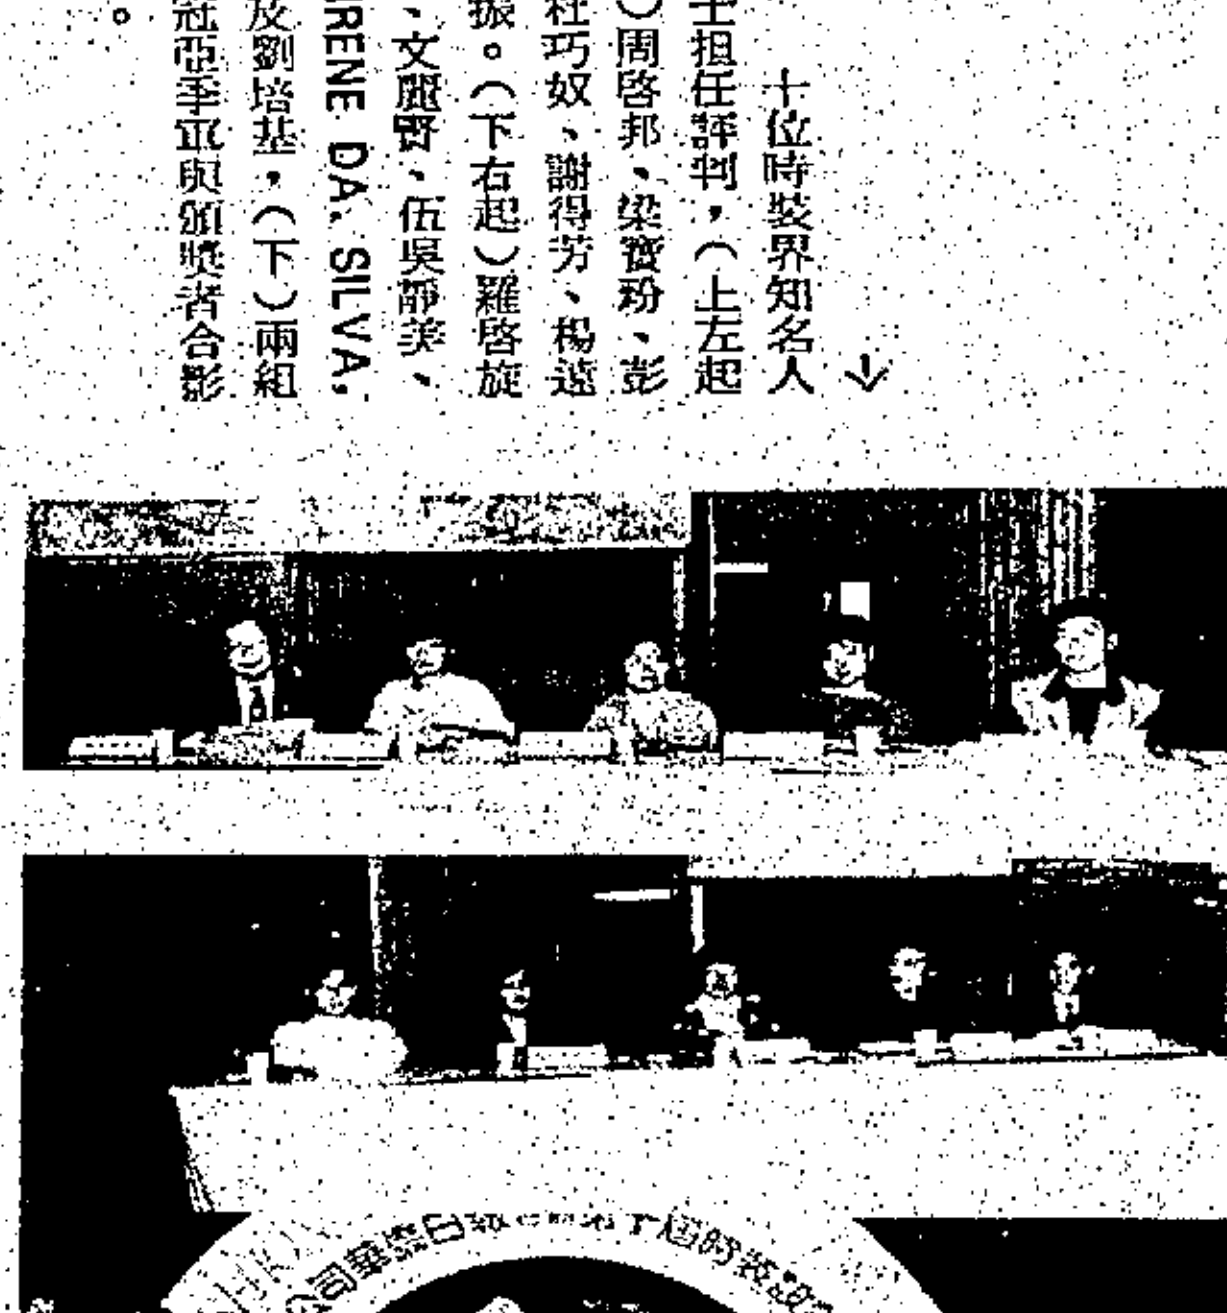 十位時裝界知名人
士担任評判，（上左起
）周啓邦、梁寳玢、彭
杜巧奴、謝得芳、楊遠
振。（下右起）羅啓旋
、文麗賢、伍吳靜美、
IRENE DA. SILVA,
及劉培基，（下）兩組
冠亞季軍與頒獎者合影
。